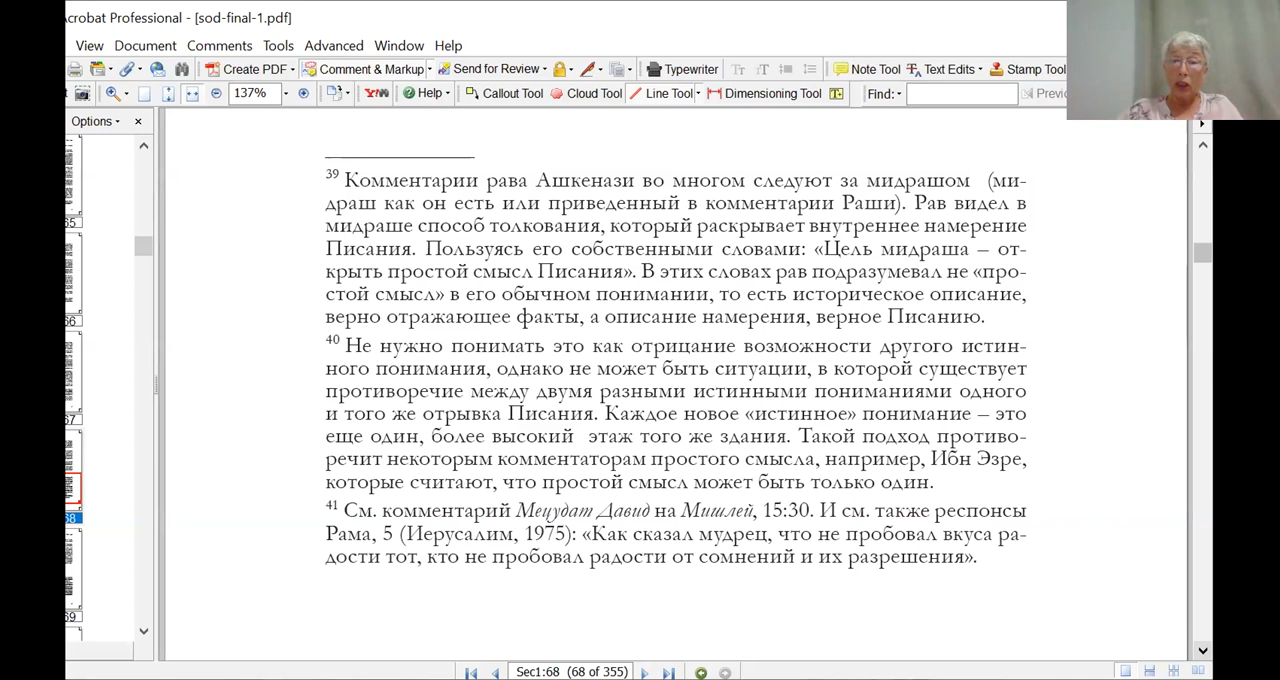 Acrobat Professional - [sod-final-1.pdf]
View Document Comments Tools Advanced Window Help
Create PDF Comment & Markup Send for Review Typewriter Note Tool Text Edits Stamp Tool
137% Help Callout Tool Cloud Tool Line Tool Dimensioning Tool Find: Previ
Options
65
66
67
68
69
39 Комментарии рава Ашкенази во многом следуют за мидрашом (ми-
драш как он есть или приведенный в комментарии Раши). Рав видел в
мидраше способ толкования, который раскрывает внутреннее намерение
Писания. Пользуясь его собственными словами: «Цель мидраша – от-
крыть простой смысл Писания». В этих словах рав подразумевал не «про-
стой смысл» в его обычном понимании, то есть историческое описание,
верно отражающее факты, а описание намерения, верное Писанию.
40 Не нужно понимать это как отрицание возможности другого истин-
ного понимания, однако не может быть ситуации, в которой существует
противоречие между двумя разными истинными пониманиями одного
и того же отрывка Писания. Каждое новое «истинное» понимание – это
еще один, более высокий этаж того же здания. Такой подход противо-
речит некоторым комментаторам простого смысла, например, Ибн Эзре,
которые считают, что простой смысл может быть только один.
41 См. комментарий Мецудат Давид на Мишлей, 15:30. И см. также респонсы
Рама, 5 (Иерусалим, 1975): «Как сказал мудрец, что не пробовал вкуса ра-
дости тот, кто не пробовал радости от сомнений и их разрешения».
Sec1:68 (68 of 355)